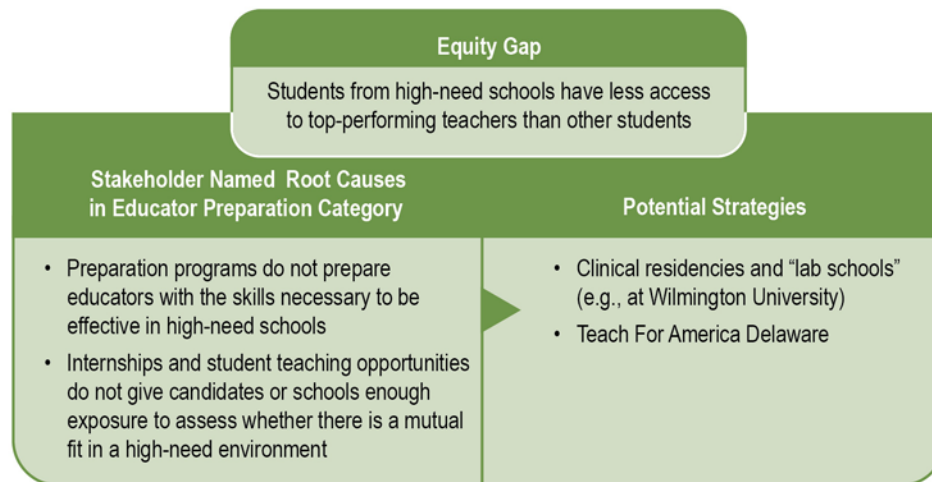 Equity Gap
Students from high-need schools have less access
to top-performing teachers than other students
Stakeholder Named Root Causes
in Educator Preparation Category
• Preparation programs do not prepare
educators with the skills necessary to be
effective in high-need schools
• Internships and student teaching opportunities
do not give candidates or schools enough
exposure to assess whether there is a mutual
fit in a high-need environment
Potential Strategies
• Clinical residencies and “lab schools”
(e.g., at Wilmington University)
• Teach For America Delaware